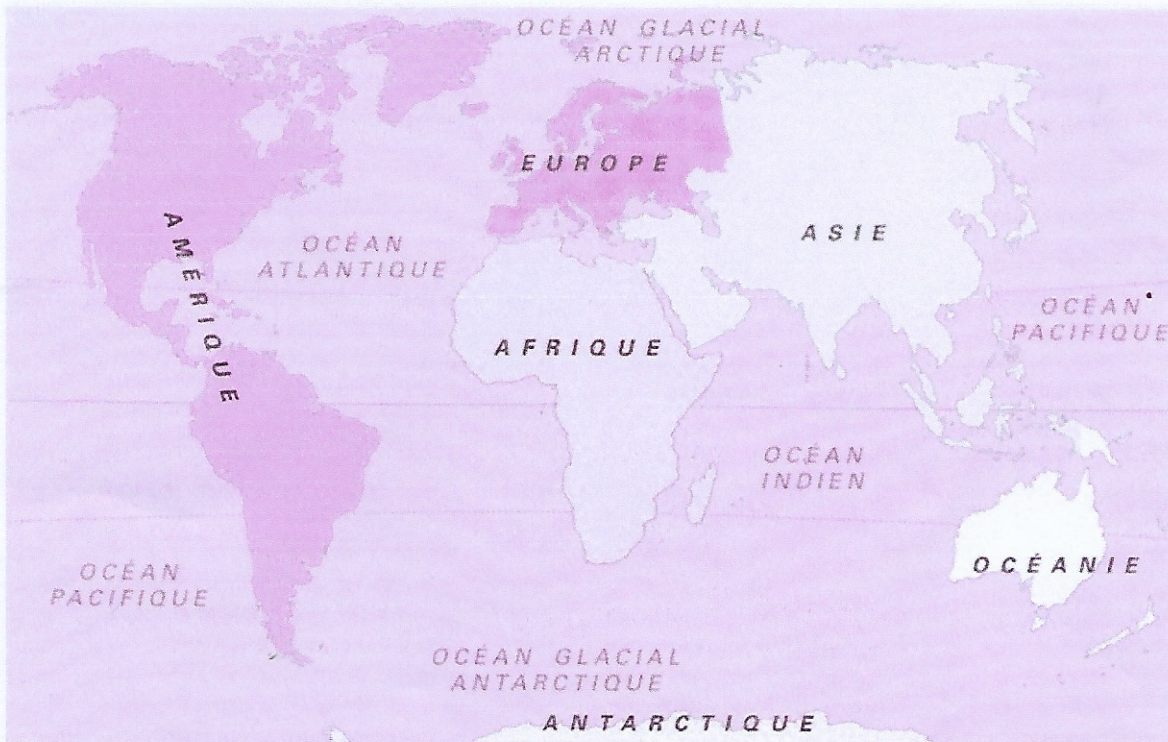 OCÉAN GLACIAL
ARCTIQUE
EUROPE
ASIE
AMÉRIQUE
OCÉAN
ATLANTIQUE
OCÉAN
PACIFIQUE
AFRIQUE
OCÉAN
INDIEN
OCÉANIE
OCÉAN
PACIFIQUE
OCÉAN GLACIAL
ANTARCTIQUE
ANTARCTIQUE